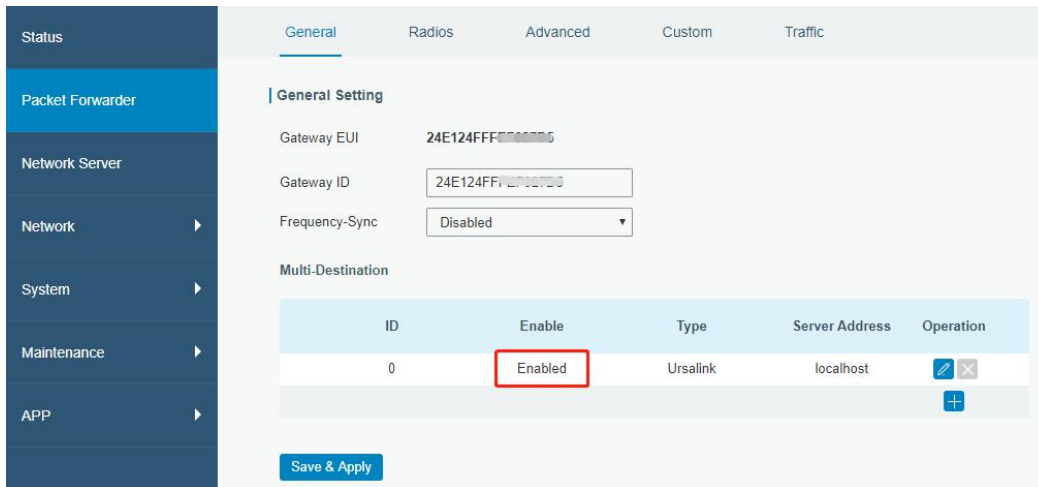 Status
Packet Forwarder
Network Server
Network
System
Maintenance
APP
General Radios Advanced Custom Traffic
General Setting
Gateway EUI
Gateway ID
Frequency-Sync Disabled
Multi-Destination
ID Enable Type Server Address Operation
0 Enabled Ursalink localhost
Save & Apply